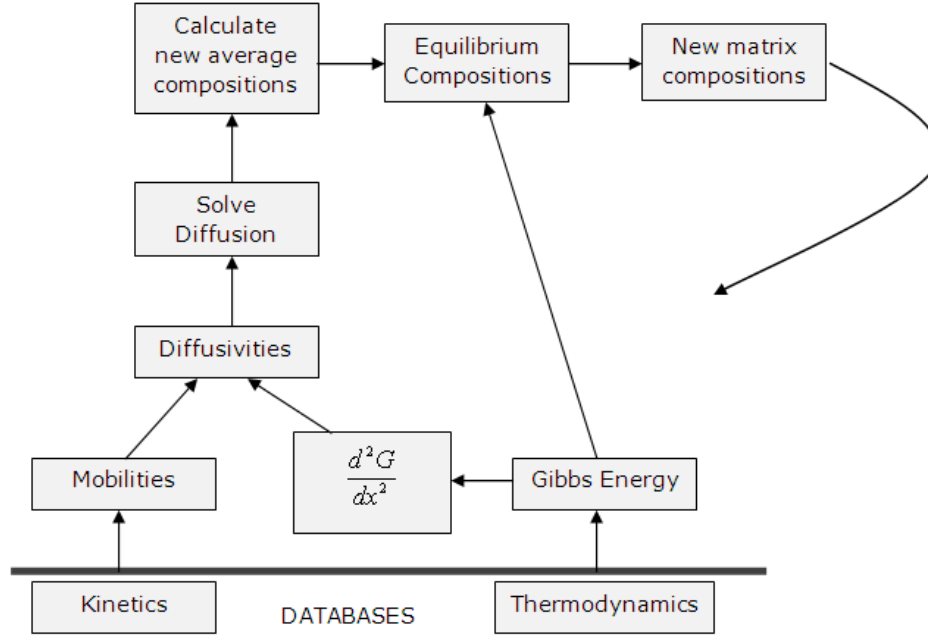 Calculate
new average
compositions
Equilibrium
Compositions
New matrix
compositions
Solve
Diffusion
Diffusivities
Mobilities
d²G
dx²
Gibbs Energy
Kinetics
DATABASES
Thermodynamics